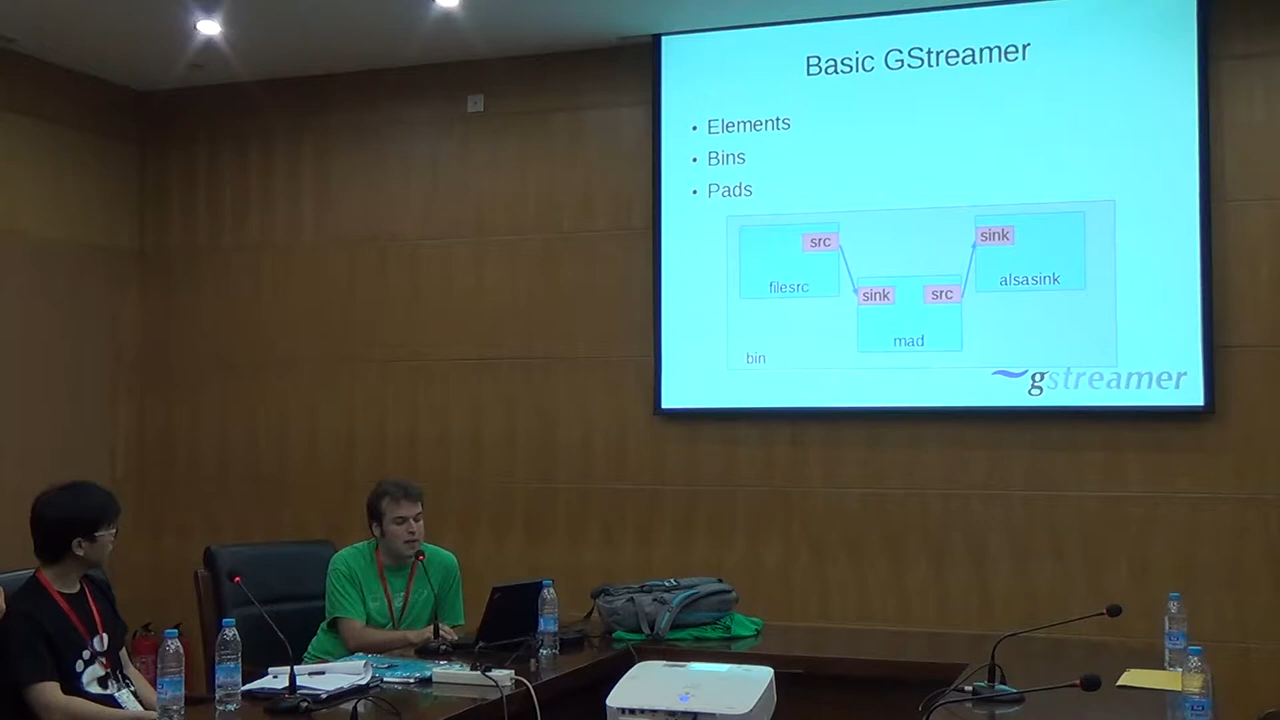 Basic GStreamer
• Elements
• Bins
• Pads
src
sink
filesrc
alsasink
sink
src
mad
bin
gstreamer